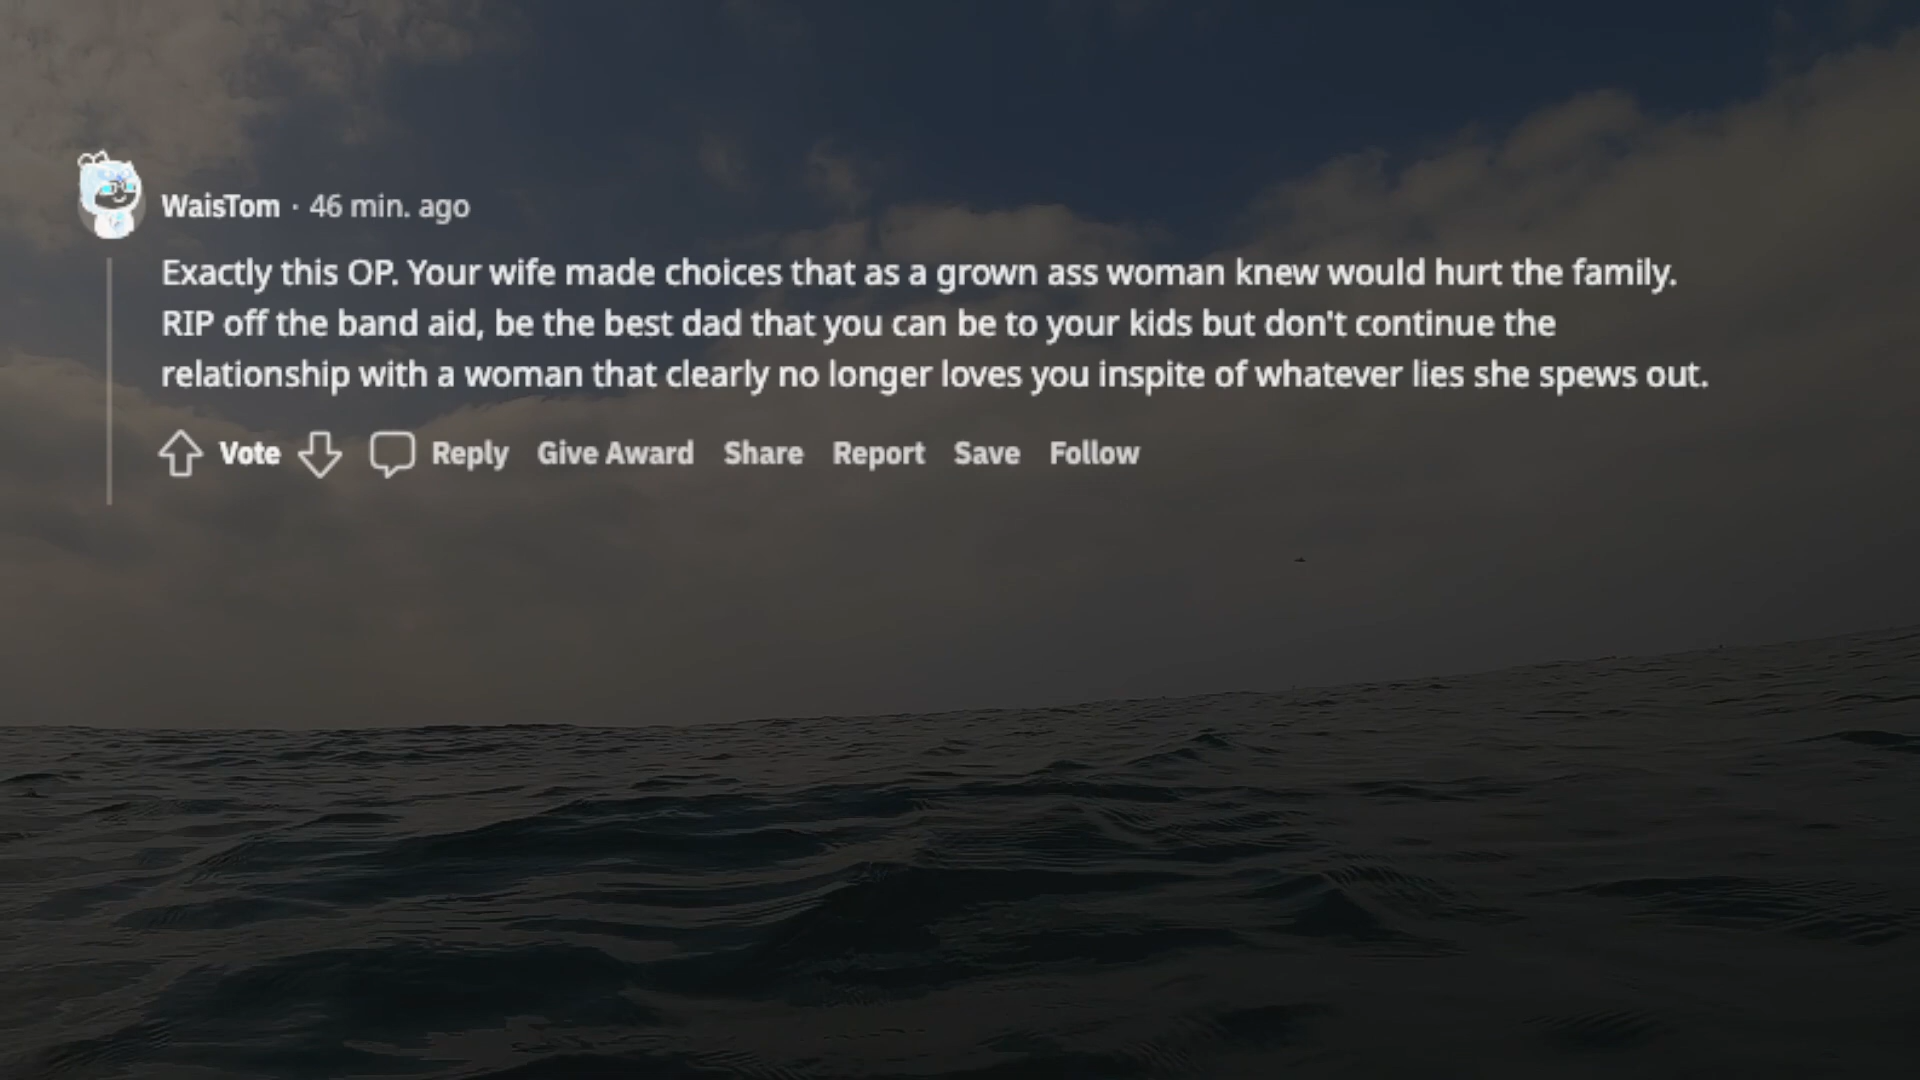 WaisTom · 46 min. ago
Exactly this OP. Your wife made choices that as a grown ass woman knew would hurt the family.
RIP off the band aid, be the best dad that you can be to your kids but don't continue the
relationship with a woman that clearly no longer loves you inspite of whatever lies she spews out.
Vote Reply Give Award Share Report Save Follow